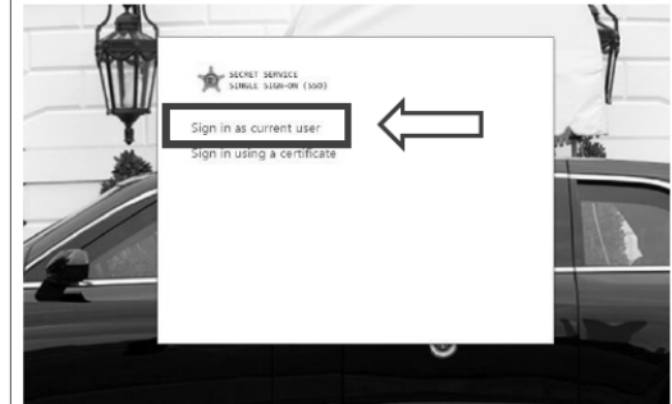 SECRET SERVICE
SINGLE SIGN-ON (SSO)
Sign in as current user
Sign in using a certificate